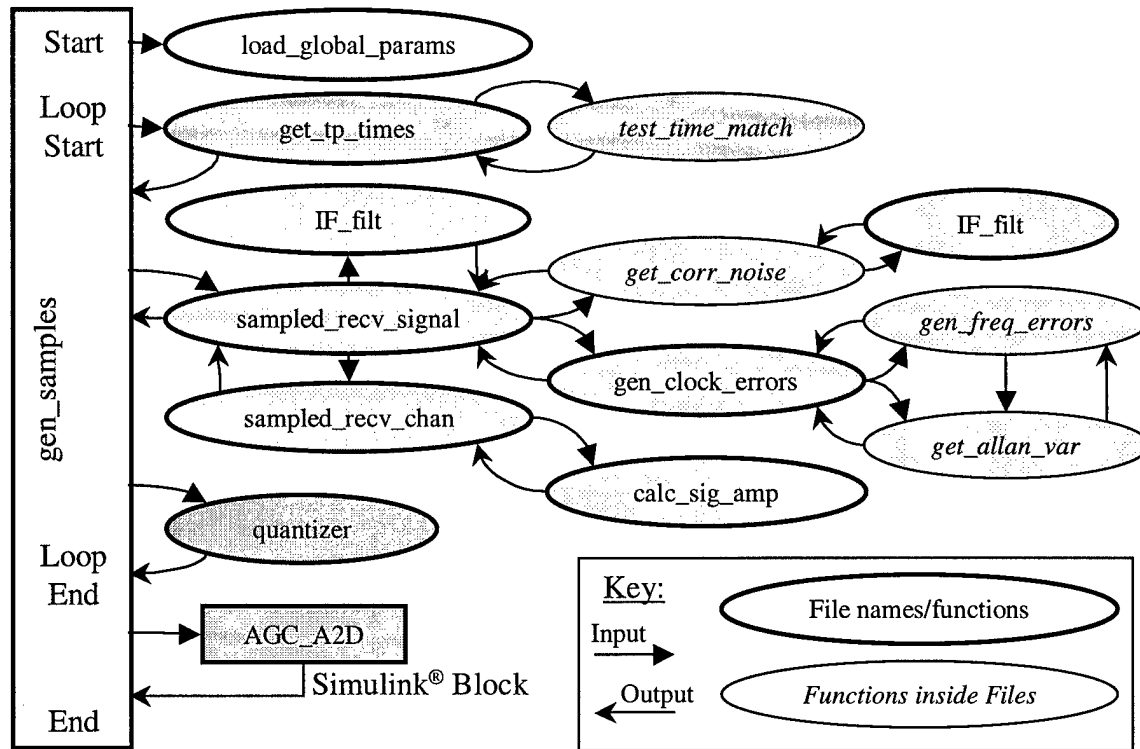 Start
load_global_params
Loop
Start
get_tp_times
test_time_match
IF_filt
IF_filt
get_corr_noise
sampled_recv_signal
gen_freq_errors
gen_clock_errors
gen_samples
sampled_recv_chan
get_allan_var
calc_sig_amp
quantizer
Loop
End
AGC_A2D
Simulink® Block
End
Key:
File names/functions
Input
Output
Functions inside Files